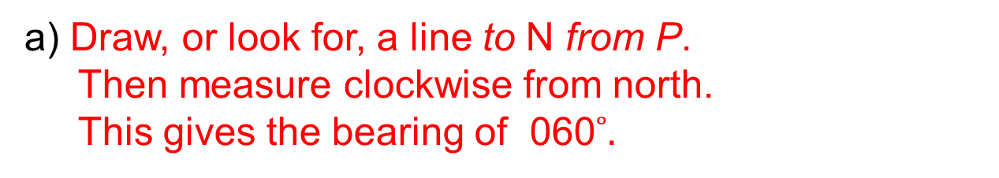 a) Draw, or look for, a line to N from P.
Then measure clockwise from north.
This gives the bearing of 060°.